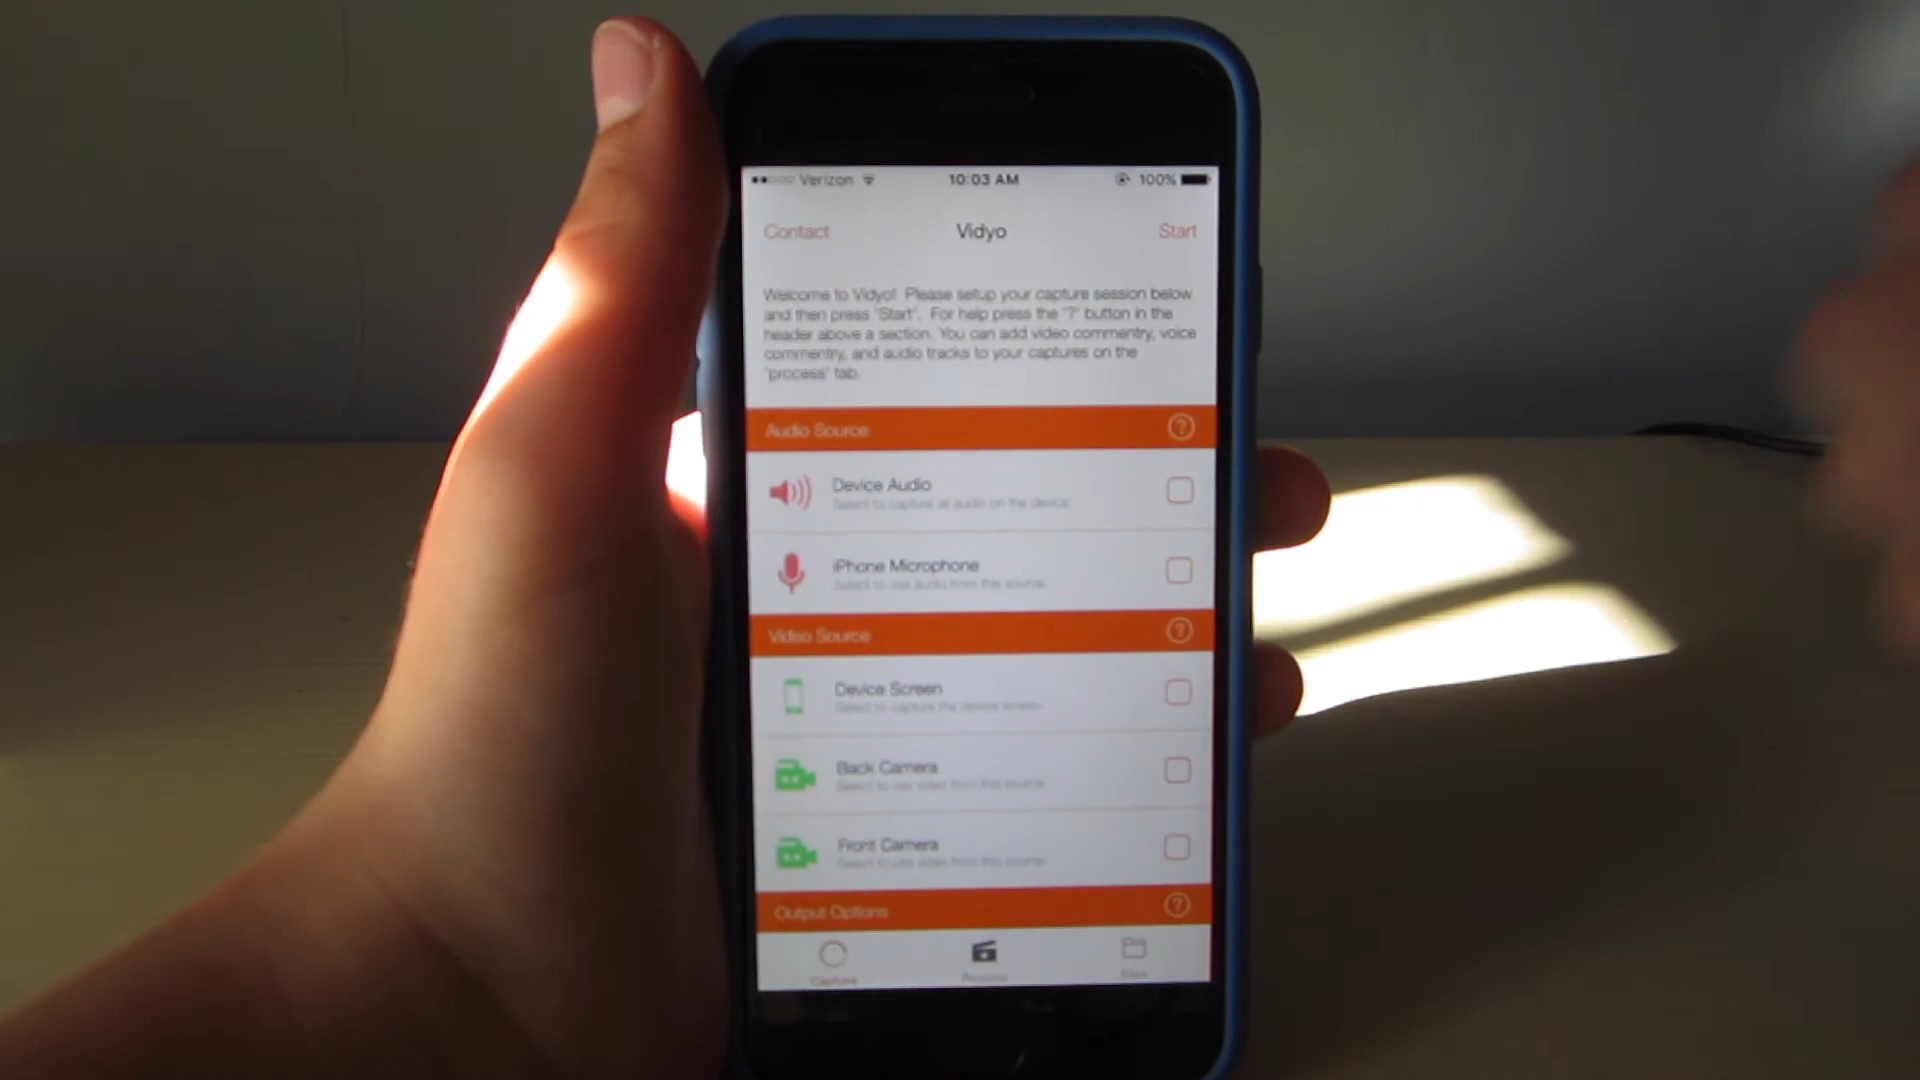 Verizon 10:03 AM 100%
Contact Vidyo Start
Welcome to Vidyo! Please setup your capture session below
and then press 'Start'. For help press the '?' button in the
header above a section. You can add video commentry, voice
commentry, and audio tracks to your captures on the
'process' tab.
Audio Source ?
Device Audio
Select to capture all audio on the device.
iPhone Microphone
Select to use audio from this source.
Video Source ?
Device Screen
Select to capture the device screen.
Back Camera
Select to use video from this source.
Front Camera
Select to use video from this source.
Output Options ?
Capture Process